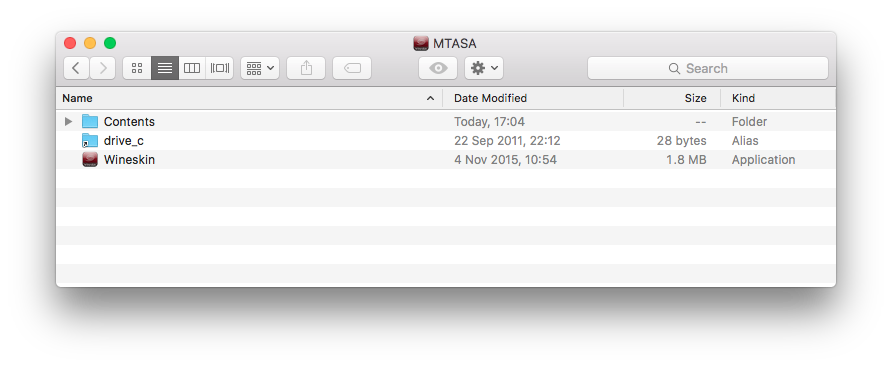 MTASA
Search
Name Date Modified Size Kind
Contents Today, 17:04 -- Folder
drive_c 22 Sep 2011, 22:12 28 bytes Alias
Wineskin 4 Nov 2015, 10:54 1.8 MB Application